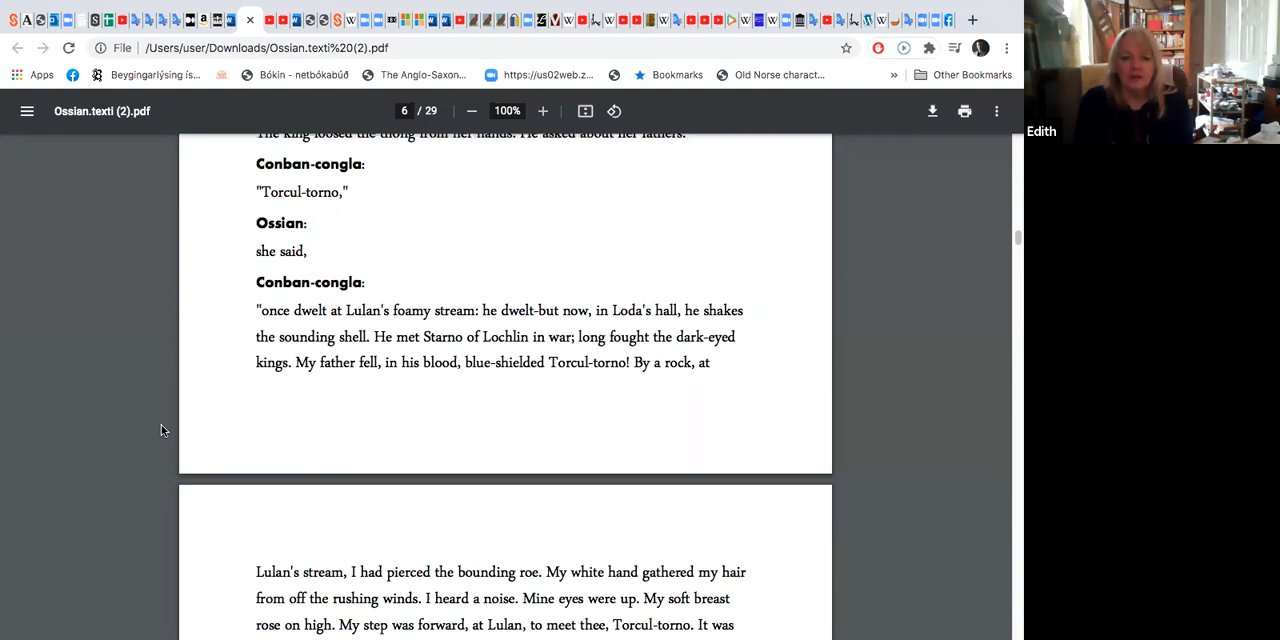 File
/Users/user/Downloads/Ossian.texti%20(2).pdf
Apps
Beygingarlýsing ís...
Bókin - netbókabúð
The Anglo-Saxon...
https://us02web.z...
Bookmarks
Old Norse charact...
»
Other Bookmarks
Ossian.texti (2).pdf
6 / 29
100%
Edith
The king loosed the thong from her hands. He asked about her fathers.
Conban-congla:
"Torcul-torno,"
Ossian:
she said,
Conban-congla:
"once dwelt at Lulan's foamy stream: he dwelt-but now, in Loda's hall, he shakes
the sounding shell. He met Starno of Lochlin in war; long fought the dark-eyed
kings. My father fell, in his blood, blue-shielded Torcul-torno! By a rock, at
Lulan's stream, I had pierced the bounding roe. My white hand gathered my hair
from off the rushing winds. I heard a noise. Mine eyes were up. My soft breast
rose on high. My step was forward, at Lulan, to meet thee, Torcul-torno. It was